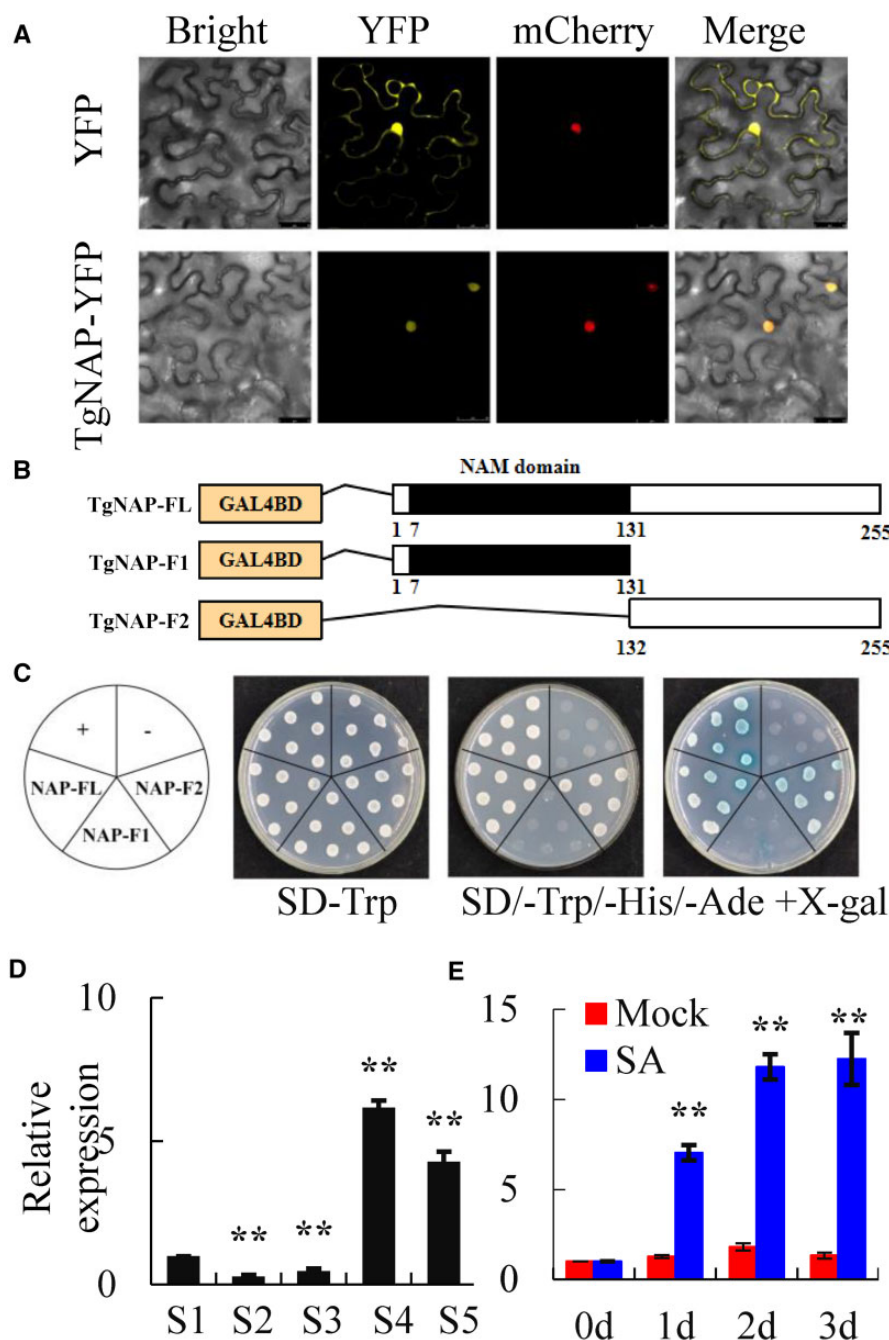 A
Bright YFP mCherry Merge
YFP
TgNAP-YFP
B
NAM domain
TgNAP-FL GAL4BD
1 7 131 255
TgNAP-F1 GAL4BD
1 7 131
TgNAP-F2 GAL4BD
132 255
C
+ -
NAP-FL NAP-F2
NAP-F1
SD-Trp SD/-Trp/-His/-Ade +X-gal
D
Relative
expression
10
5
0
**
**
**
**
S1 S2 S3 S4 S5
E
Mock
SA
15
10
5
0
**
**
**
0d 1d 2d 3d